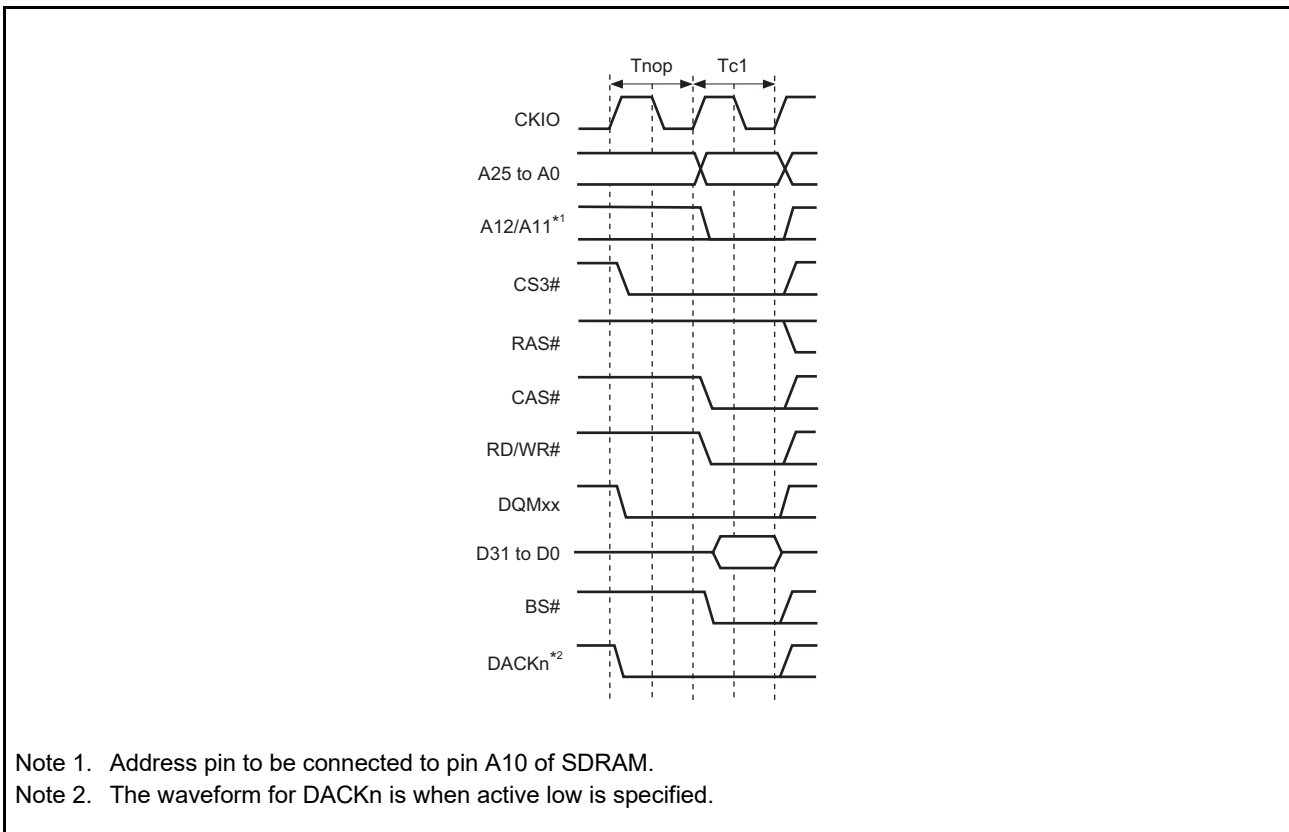 Tnop Tc1
CKIO
A25 to A0
A12/A11*1
CS3#
RAS#
CAS#
RD/WR#
DQMxx
D31 to D0
BS#
DACKn*2
Note 1. Address pin to be connected to pin A10 of SDRAM.
Note 2. The waveform for DACKn is when active low is specified.